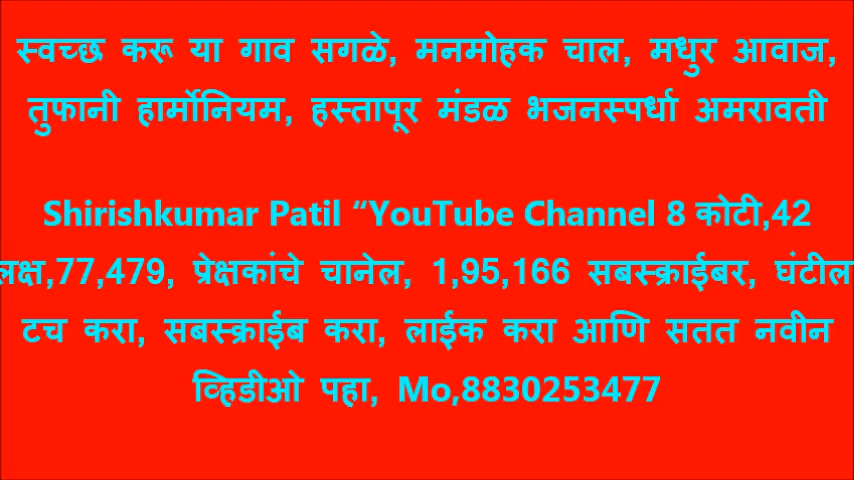 स्वच्छ करू या गाव सगळे, मनमोहक चाल, मधुर आवाज,
तुफानी हार्मोनियम, हस्तापूर मंडळ भजनस्पर्धा अमरावती
Shirishkumar Patil “YouTube Channel 8 कोटी,42
लक्ष,77,479, प्रेक्षकांचे चानेल, 1,95,166 सबस्क्राईबर, घंटीला
टच करा, सबस्क्राईब करा, लाईक करा आणि सतत नवीन
व्हिडीओ पहा, Mo,8830253477